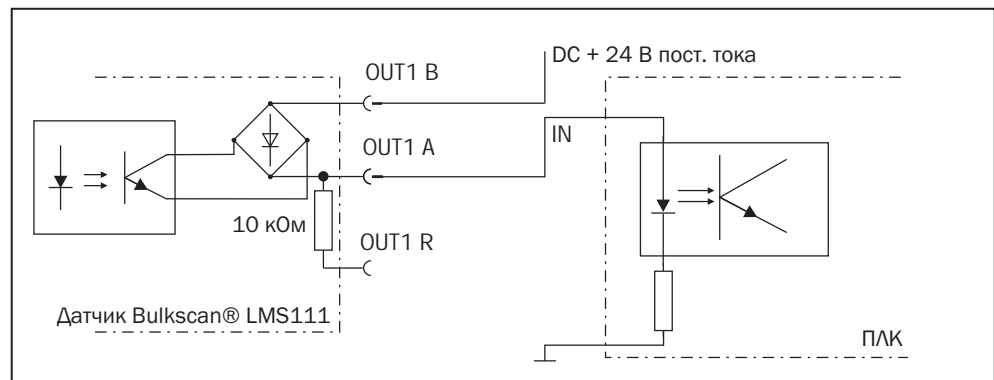 DC + 24 В пост. тока
OUT1 B
IN
OUT1 A
10 кОм
OUT1 R
Датчик Bulkscan® LMS111
ПЛК